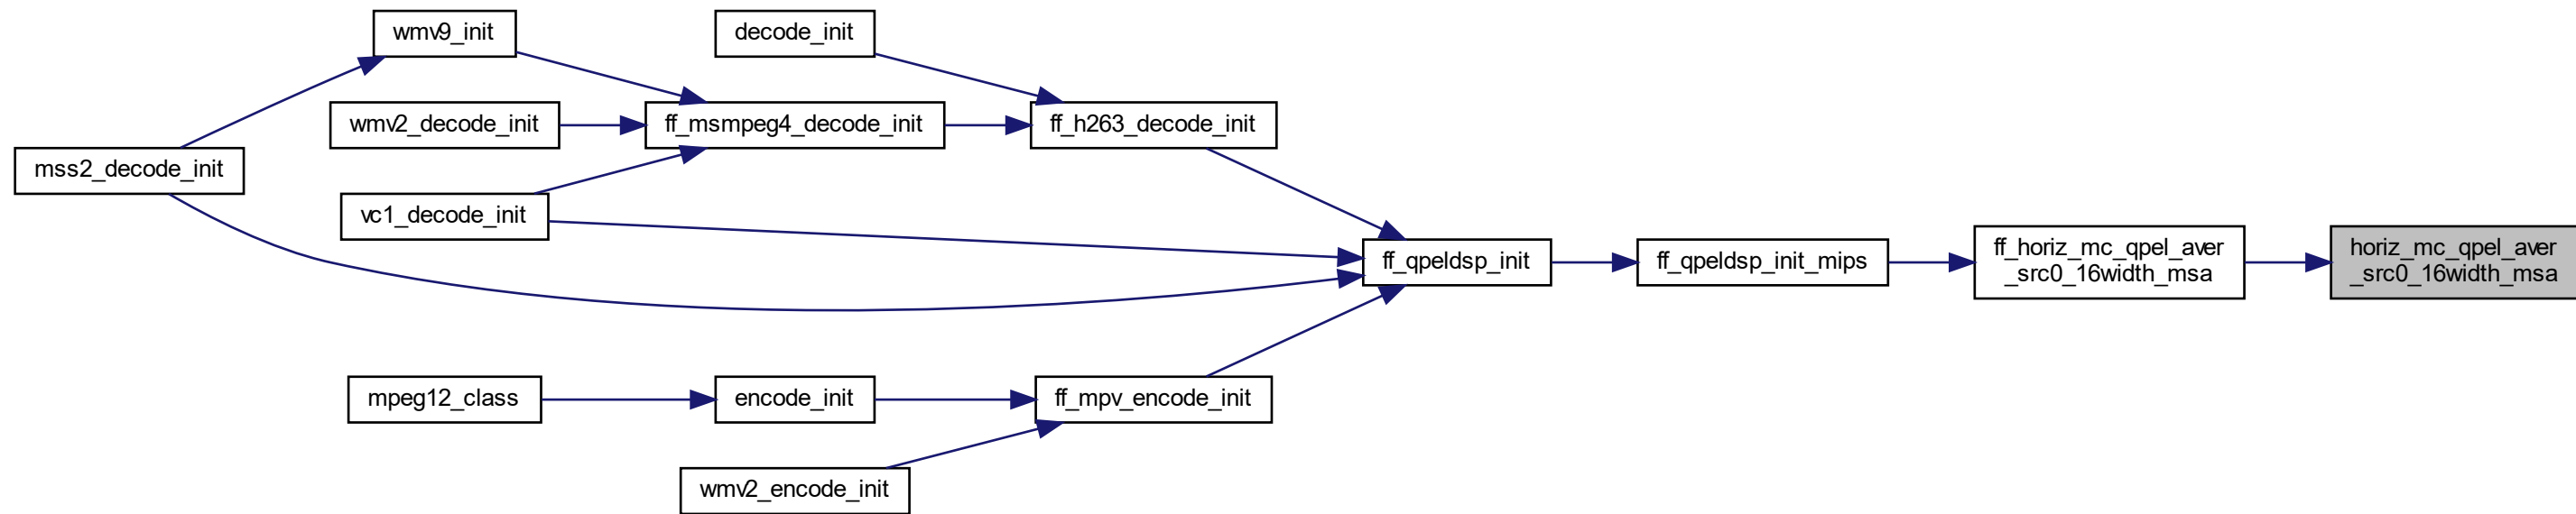 wmv9_init
decode_init
wmv2_decode_init
ff_msmpeg4_decode_init
ff_h263_decode_init
mss2_decode_init
vc1_decode_init
ff_qpeldsp_init
ff_qpeldsp_init_mips
ff_horiz_mc_qpel_aver
_src0_16width_msa
horiz_mc_qpel_aver
_src0_16width_msa
mpeg12_class
encode_init
ff_mpv_encode_init
wmv2_encode_init